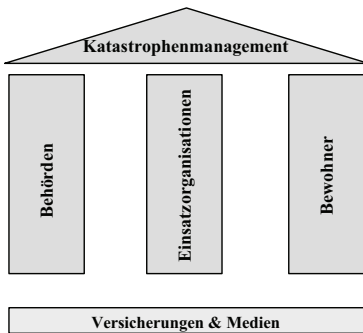 Katastrophenmanagement
Behörden
Einsatzorganisationen
Bewohner
Versicherungen & Medien